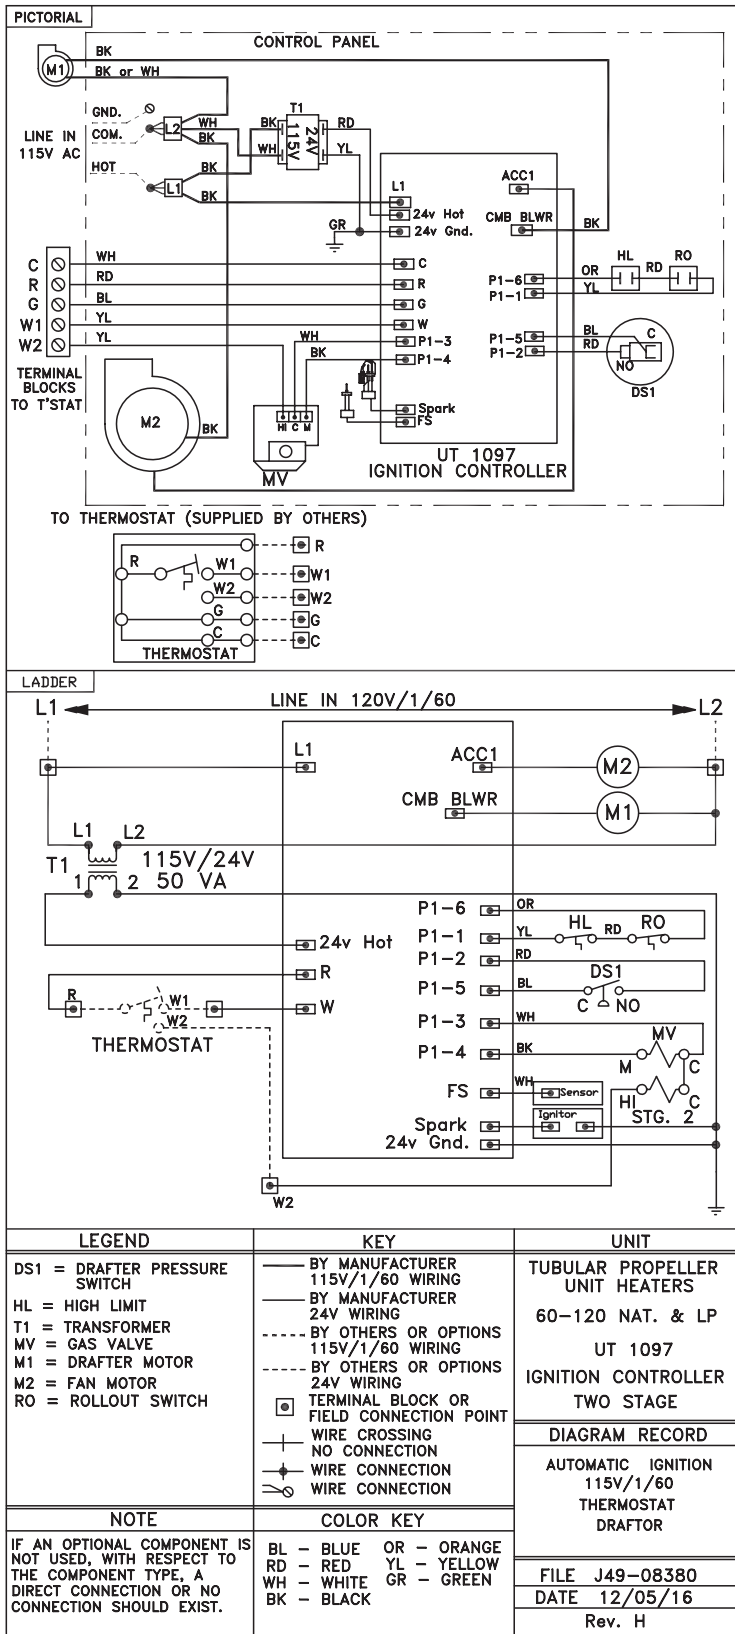 PICTORIAL
CONTROL PANEL
M1
BK
BK or WH
GND.
COM.
LINE IN
115V AC
HOT
L2
WH
BK
L1
BK
BK
T1
BK
WH
115V
24V
RD
YL
GR
L1
24v Hot
24v Gnd.
ACC1
CMB BLWR
BK
C
R
G
W1
W2
WH
RD
BL
YL
YL
C
R
G
W
P1-3
P1-4
WH
BK
P1-6
P1-1
OR
YL
HL
RD
RO
P1-5
P1-2
BL
RD
C
NO
DS1
TERMINAL
BLOCKS
TO T'STAT
M2
BK
HI C M
MV
Spark
FS
UT 1097
IGNITION CONTROLLER
TO THERMOSTAT (SUPPLIED BY OTHERS)
R
R
W1
W1
W2
W2
G
G
C
C
THERMOSTAT
LADDER
L1
LINE IN 120V/1/60
L2
L1
ACC1
M2
CMB BLWR
M1
L1
L2
T1
115V/24V
50 VA
1
2
P1-6
OR
24v Hot
P1-1
YL
HL
RD
RO
P1-2
RD
R
P1-5
BL
DS1
C
NO
R
W1
W2
W
THERMOSTAT
P1-3
WH
P1-4
BK
MV
M
C
FS
WH
Sensor
HI
C
STG. 2
Spark
Ignitor
24v Gnd.
W2
LEGEND
DS1 = DRAFTER PRESSURE
SWITCH
HL = HIGH LIMIT
T1 = TRANSFORMER
MV = GAS VALVE
M1 = DRAFTER MOTOR
M2 = FAN MOTOR
RO = ROLLOUT SWITCH
KEY
BY MANUFACTURER
115V/1/60 WIRING
BY MANUFACTURER
24V WIRING
BY OTHERS OR OPTIONS
115V/1/60 WIRING
BY OTHERS OR OPTIONS
24V WIRING
TERMINAL BLOCK OR
FIELD CONNECTION POINT
WIRE CROSSING
NO CONNECTION
WIRE CONNECTION
WIRE CONNECTION
UNIT
TUBULAR PROPELLER
UNIT HEATERS
60-120 NAT. & LP
UT 1097
IGNITION CONTROLLER
TWO STAGE
DIAGRAM RECORD
AUTOMATIC IGNITION
115V/1/60
THERMOSTAT
DRAFTOR
NOTE
IF AN OPTIONAL COMPONENT IS
NOT USED, WITH RESPECT TO
THE COMPONENT TYPE, A
DIRECT CONNECTION OR NO
CONNECTION SHOULD EXIST.
COLOR KEY
BL - BLUE OR - ORANGE
RD - RED YL - YELLOW
WH - WHITE GR - GREEN
BK - BLACK
FILE J49-08380
DATE 12/05/16
Rev. H